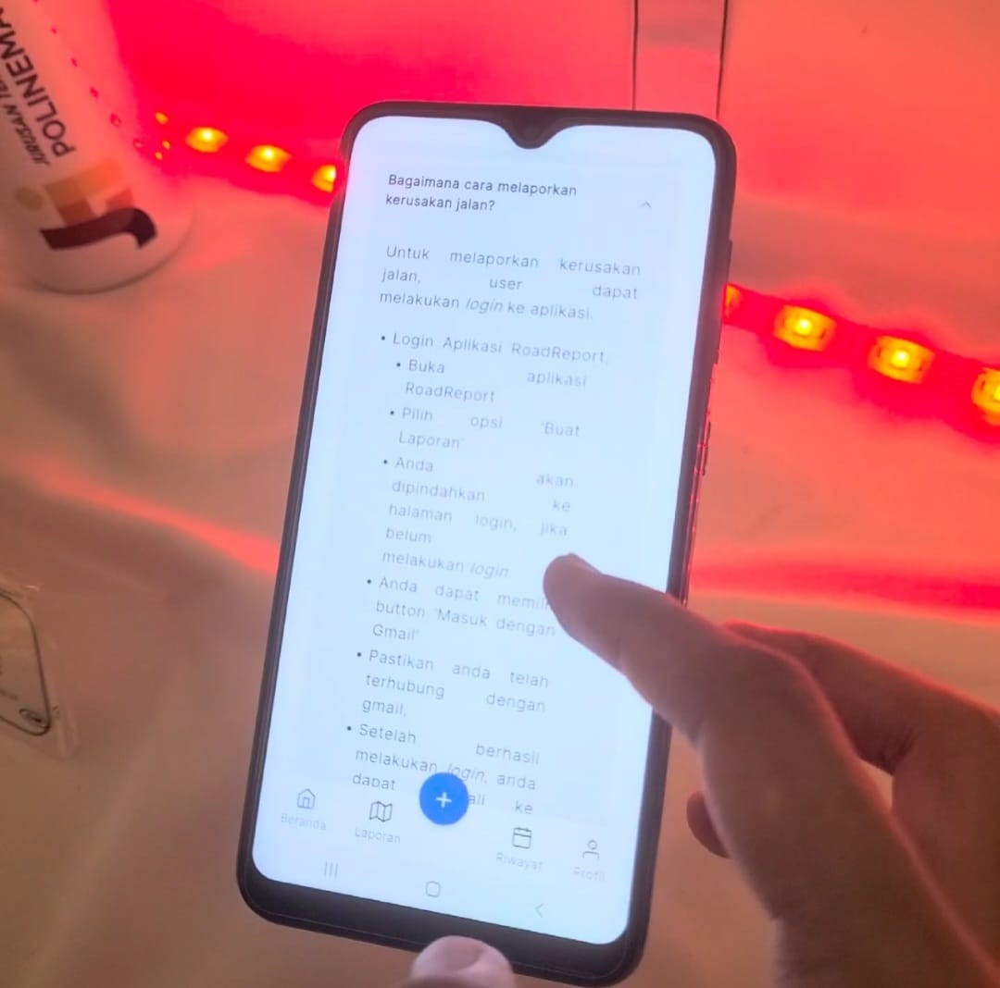 POLINEMA
Bagaimana cara melaporkan
kerusakan jalan?
Untuk melaporkan kerusakan
jalan, user dapat
melakukan login ke aplikasi.
• Login Aplikasi RoadReport,
• Buka aplikasi
RoadReport
• Pilih opsi "Buat
Laporan"
• Anda akan
dipindahkan ke
halaman login, jika
belum
melakukan login.
• Anda dapat
button "Masuk dengan
Gmail"
• Pastikan anda telah
terhubung dengan
gmail,
• Setelah berhasil
melakukan login, anda
dapat ke
Beranda
Laporan
+
Riwayat
Profil